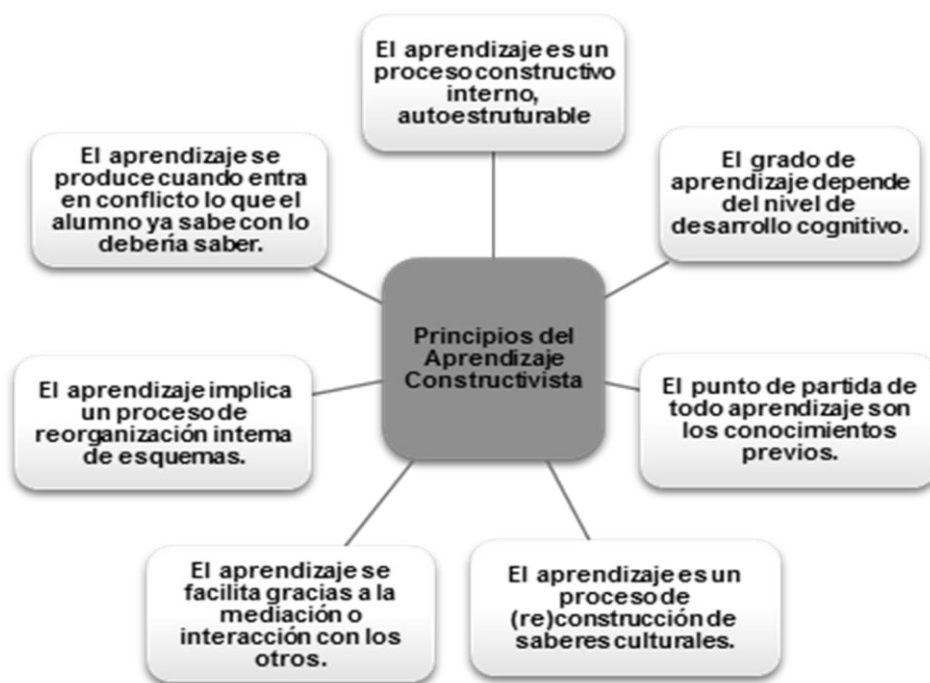 El aprendizaje es un
proceso constructivo
interno,
autoestruturable
El grado de
aprendizaje depende
del nivel de
desarrollo cognitivo.
El punto de partida de
todo aprendizaje son
los conocimientos
previos.
El aprendizaje es un
proceso de
(re)construcción de
saberes culturales.
El aprendizaje se
facilita gracias a la
mediación o
interacción con los
otros.
El aprendizaje implica
un proceso de
reorganización interna
de esquemas.
El aprendizaje se
produce cuando entra
en conflicto lo que el
alumno ya sabe con lo
debería saber.
Principios del
Aprendizaje
Constructivista